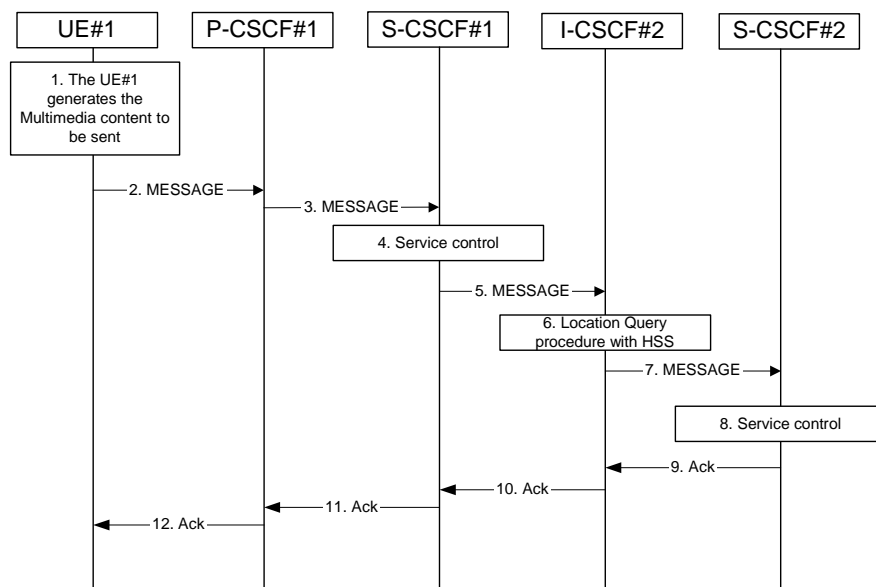 UE#1
P-CSCF#1
S-CSCF#1
I-CSCF#2
S-CSCF#2
1. The UE#1
generates the
Multimedia content to
be sent
2. MESSAGE
3. MESSAGE
4. Service control
5. MESSAGE
6. Location Query
procedure with HSS
7. MESSAGE
8. Service control
9. Ack
10. Ack
11. Ack
12. Ack